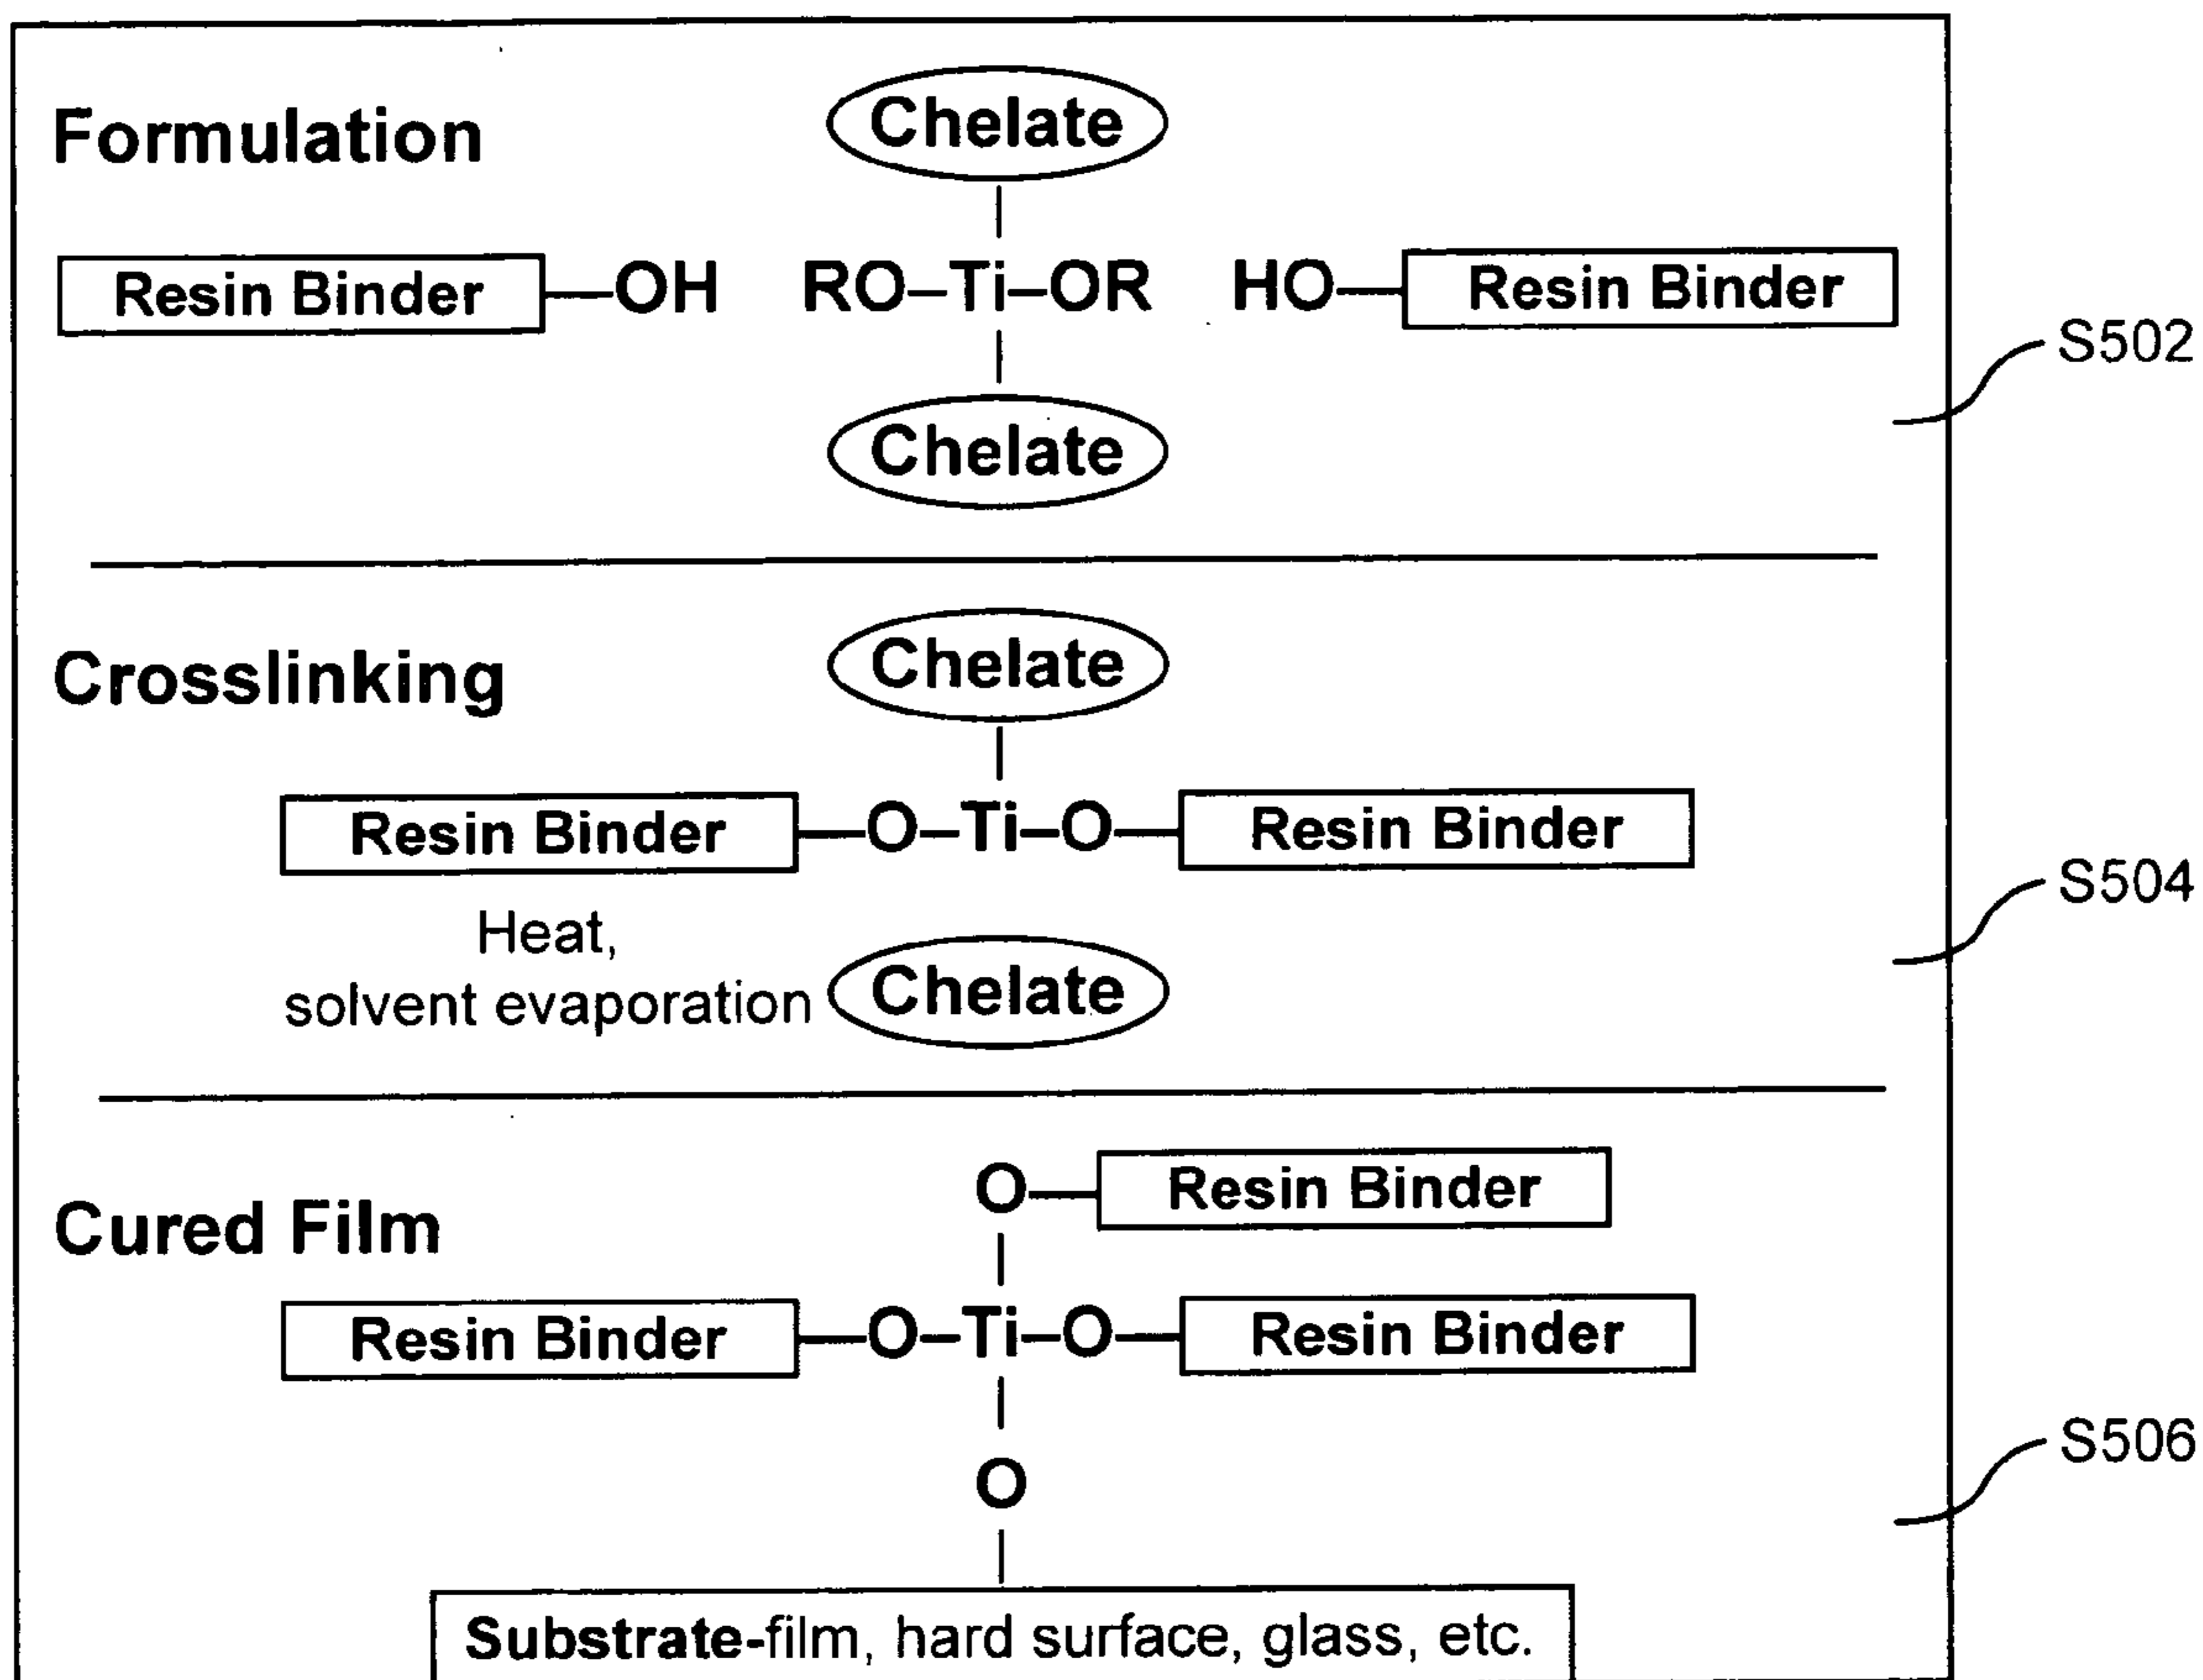 Formulation
Chelate
Resin Binder—OH RO–Ti–OR HO—Resin Binder
S502
Chelate
Crosslinking
Chelate
Resin Binder—O–Ti–O—Resin Binder
S504
Heat,
solvent evaporation
Chelate
Cured Film
O—Resin Binder
Resin Binder—O–Ti–O—Resin Binder
S506
O
Substrate-film, hard surface, glass, etc.